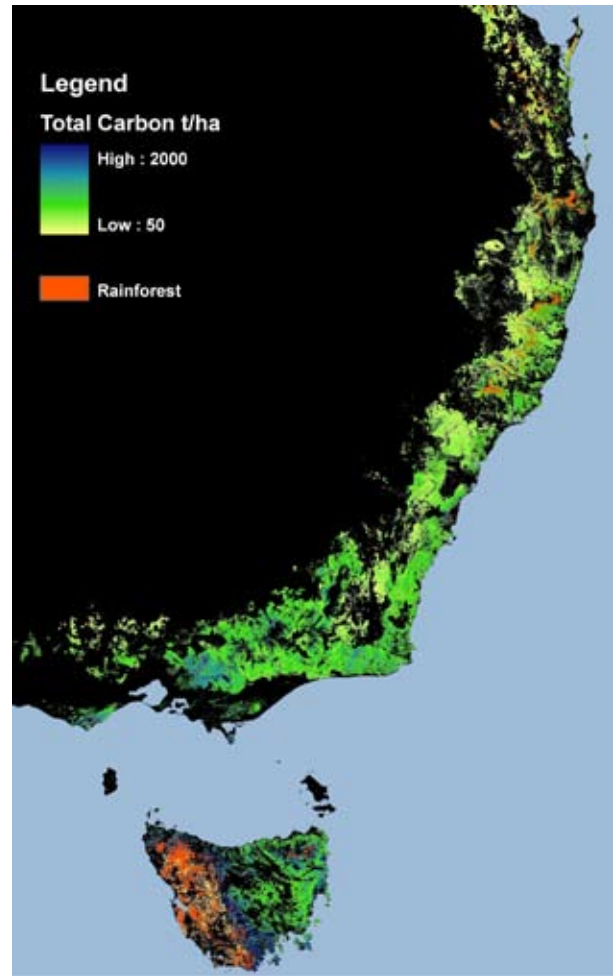 Legend
Total Carbon t/ha
High : 2000
Low : 50
Rainforest